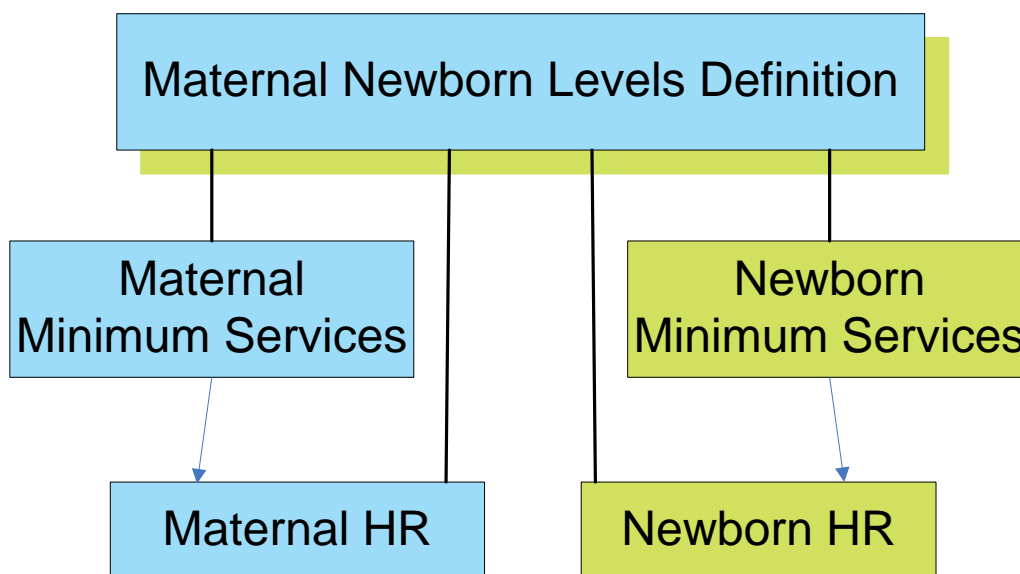 Maternal Newborn Levels Definition
Maternal
Minimum Services
Newborn
Minimum Services
Maternal HR
Newborn HR